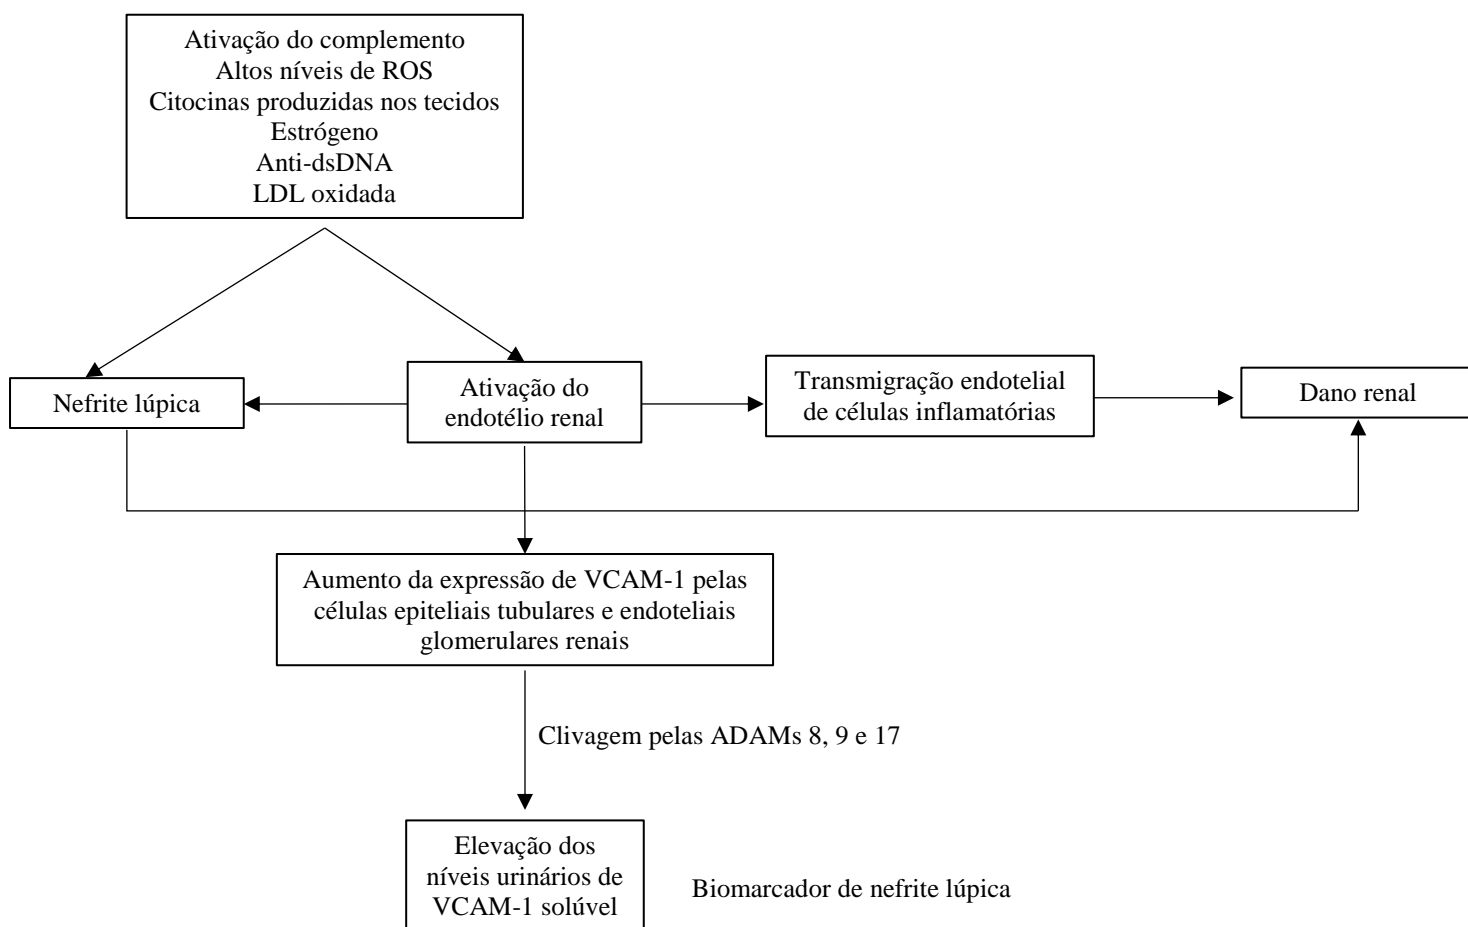 Ativação do complemento
Altos níveis de ROS
Citocinas produzidas nos tecidos
Estrógeno
Anti-dsDNA
LDL oxidada
Nefrite lúpica
Ativação do
endotélio renal
Transmigração endotelial
de células inflamatórias
Dano renal
Aumento da expressão de VCAM-1 pelas
células epiteliais tubulares e endoteliais
glomerulares renais
Clivagem pelas ADAMs 8, 9 e 17
Elevação dos
níveis urinários de
VCAM-1 solúvel
Biomarcador de nefrite lúpica